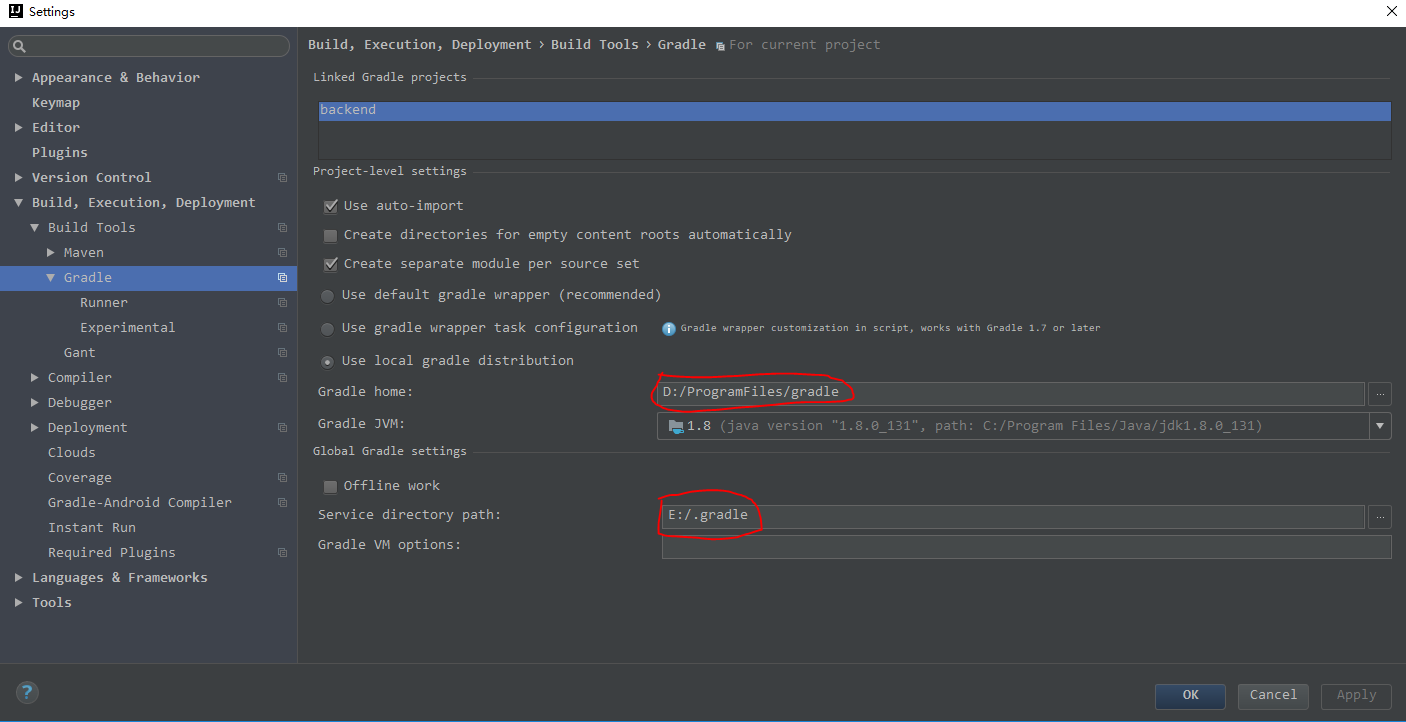 Settings
Build, Execution, Deployment › Build Tools › Gradle For current project
Appearance & Behavior
Keymap
Editor
Plugins
Version Control
Build, Execution, Deployment
Build Tools
Maven
Gradle
Runner
Experimental
Gant
Compiler
Debugger
Deployment
Clouds
Coverage
Gradle-Android Compiler
Instant Run
Required Plugins
Languages & Frameworks
Tools
Linked Gradle projects
backend
Project-level settings
Use auto-import
Create directories for empty content roots automatically
Create separate module per source set
Use default gradle wrapper (recommended)
Use gradle wrapper task configuration Gradle wrapper customization in script, works with Gradle 1.7 or later
Use local gradle distribution
Gradle home: D:/ProgramFiles/gradle ...
Gradle JVM: 1.8 (java version "1.8.0_131", path: C:/Program Files/Java/jdk1.8.0_131)
Global Gradle settings
Offline work
Service directory path: E:/.gradle ...
Gradle VM options:
? OK Cancel Apply